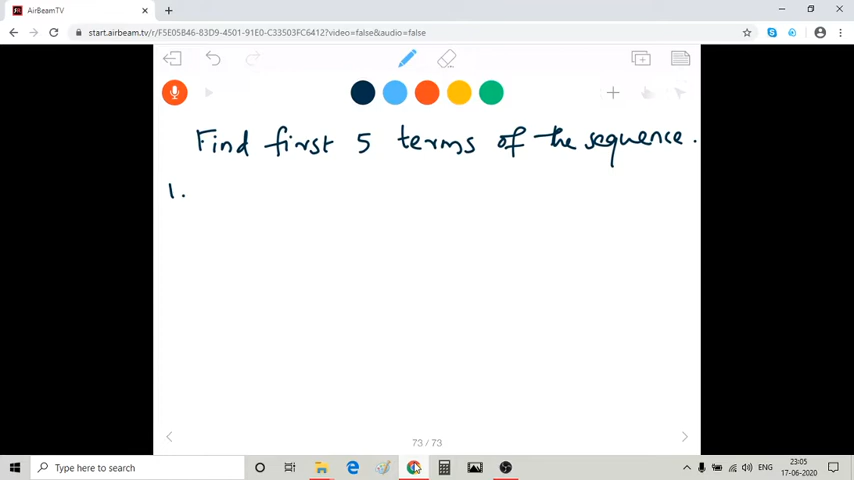 AirBeamTV
start.airbeam.tv/r/F5E05B46-83D9-4501-91E0-C33503FC6412?video=false&audio=false
Find first 5 terms of the sequence.
1.
73 / 73
Type here to search
ENG
23:05
17-06-2020